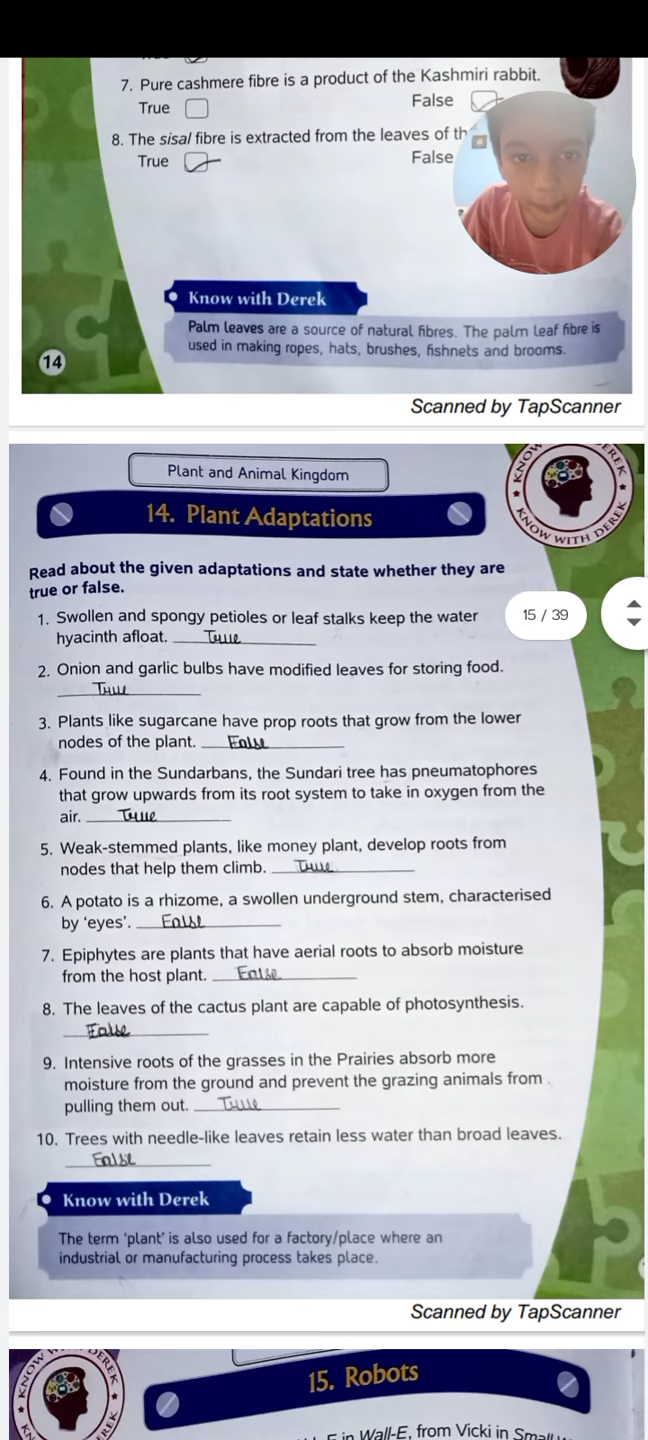 7. Pure cashmere fibre is a product of the Kashmiri rabbit.
True False
8. The sisal fibre is extracted from the leaves of th
True False
Know with Derek
Palm leaves are a source of natural fibres. The palm leaf fibre is
used in making ropes, hats, brushes, fishnets and brooms.
14
Scanned by TapScanner
Plant and Animal Kingdom
14. Plant Adaptations
KNOW WITH DEREK
Read about the given adaptations and state whether they are
true or false.
1. Swollen and spongy petioles or leaf stalks keep the water
hyacinth afloat. True
15 / 39
2. Onion and garlic bulbs have modified leaves for storing food.
True
3. Plants like sugarcane have prop roots that grow from the lower
nodes of the plant. False
4. Found in the Sundarbans, the Sundari tree has pneumatophores
that grow upwards from its root system to take in oxygen from the
air. True
5. Weak-stemmed plants, like money plant, develop roots from
nodes that help them climb. True
6. A potato is a rhizome, a swollen underground stem, characterised
by 'eyes'. False
7. Epiphytes are plants that have aerial roots to absorb moisture
from the host plant. False
8. The leaves of the cactus plant are capable of photosynthesis.
False
9. Intensive roots of the grasses in the Prairies absorb more
moisture from the ground and prevent the grazing animals from
pulling them out. True
10. Trees with needle-like leaves retain less water than broad leaves.
False
Know with Derek
The term 'plant' is also used for a factory/place where an
industrial or manufacturing process takes place.
Scanned by TapScanner
15. Robots
in Wall-E, from Vicki in Small